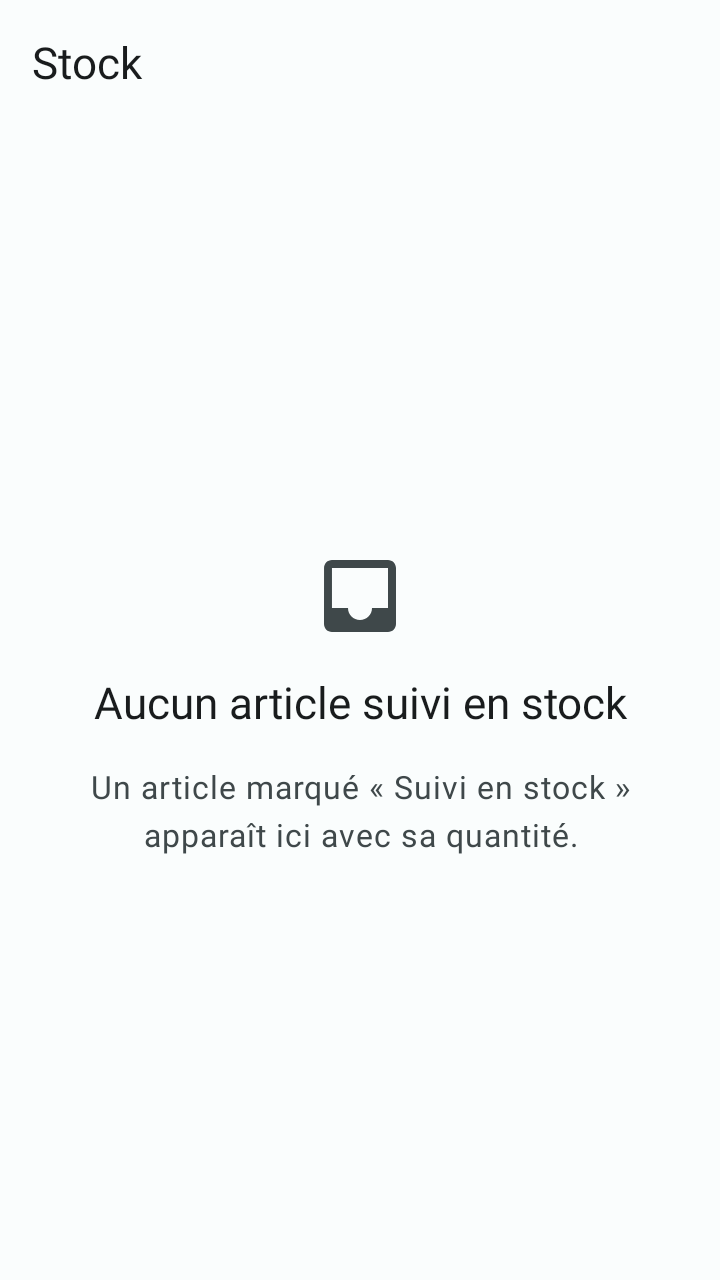 Stock
Aucun article suivi en stock
Un article marqué « Suivi en stock »
apparaît ici avec sa quantité.